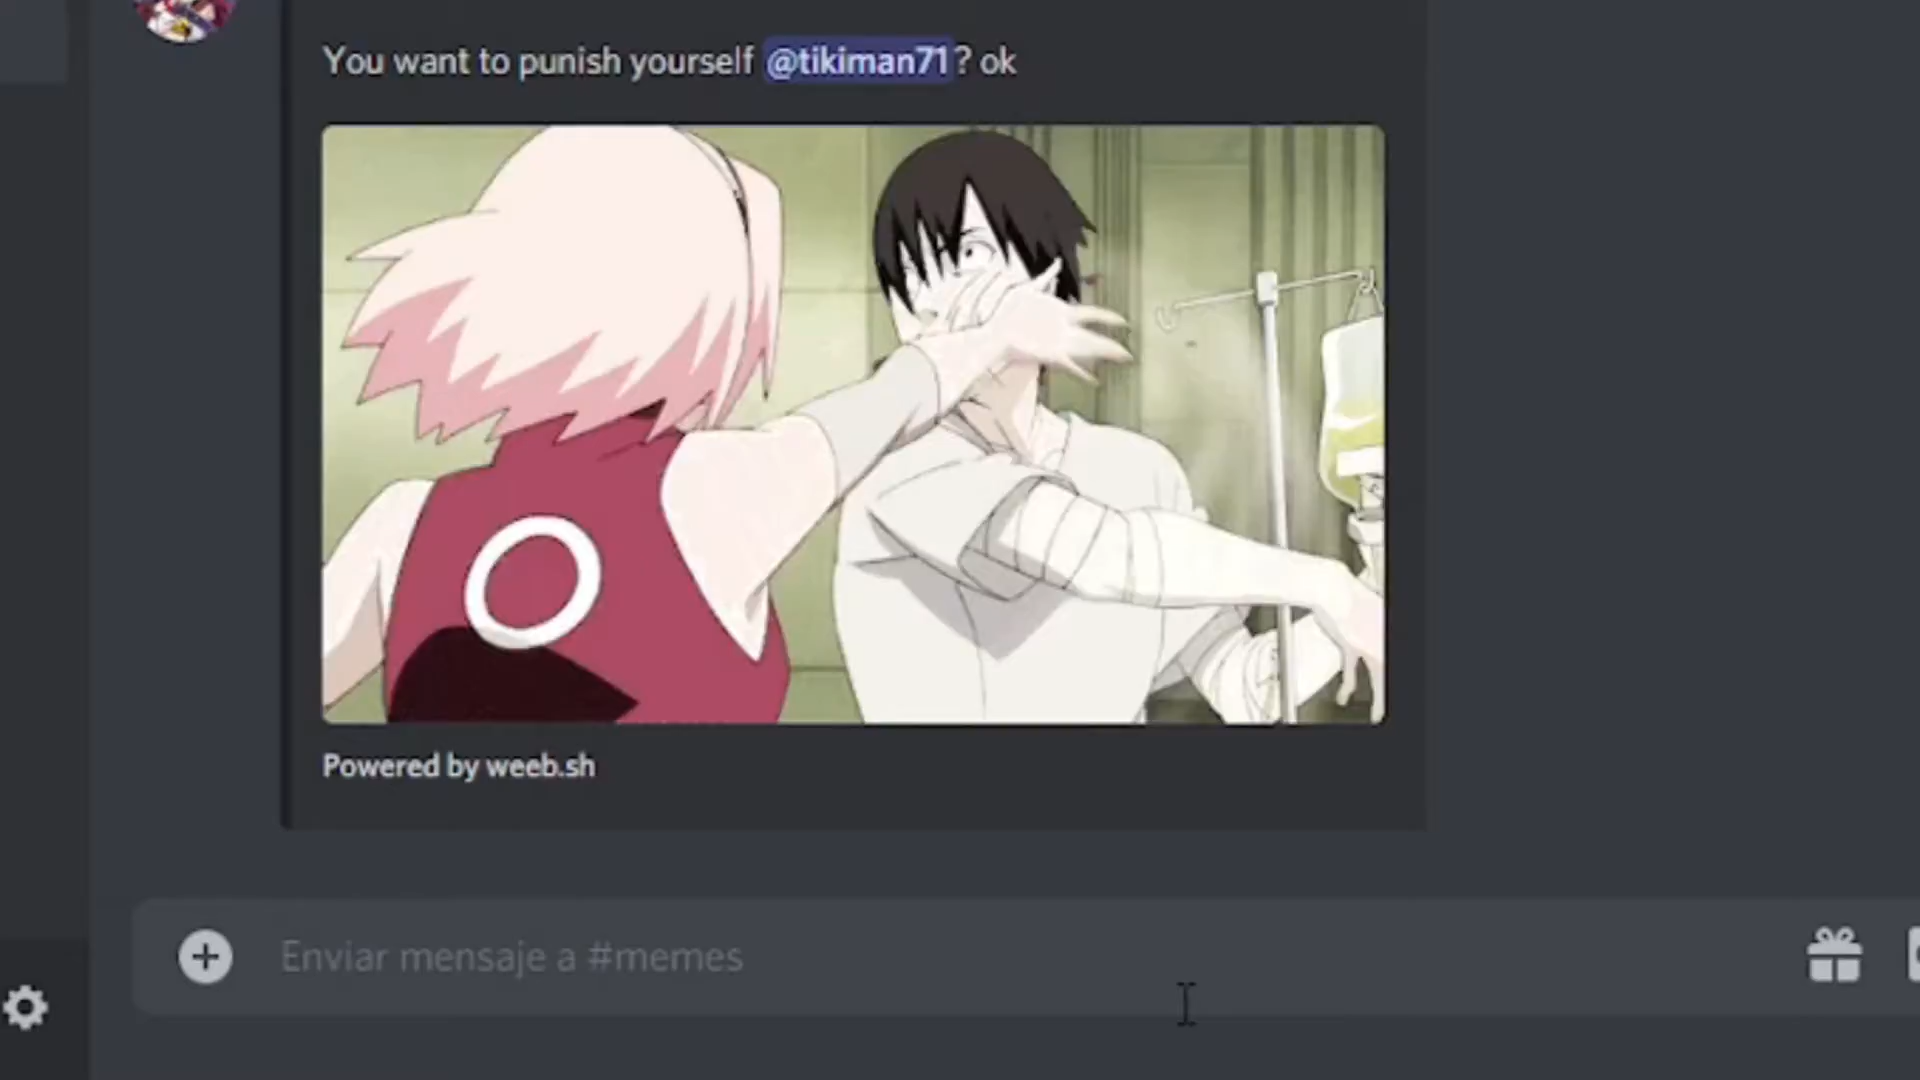 You want to punish yourself @tikiman71? ok
Powered by weeb.sh
Enviar mensaje a #memes